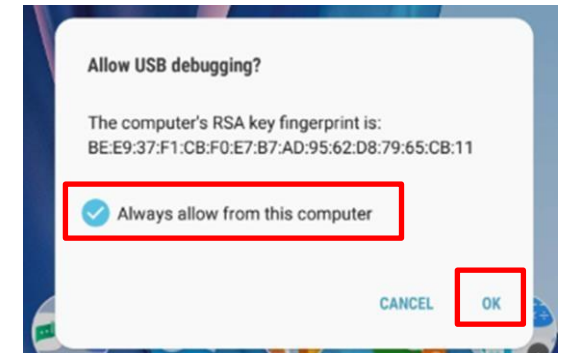 Allow USB debugging?
The computer's RSA key fingerprint is:
BE:E9:37:F1:CB:F0:E7:B7:AD:95:62:D8:79:65:CB:11
Always allow from this computer
CANCEL OK